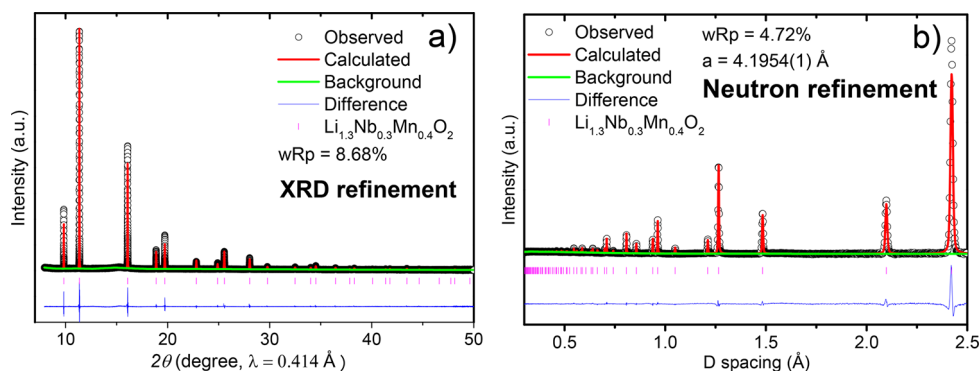 a)
Observed
Calculated
Background
Difference
Li1.3Nb0.3Mn0.4O2
wRp = 8.68%
XRD refinement
Intensity (a.u.)
10 20 30 40 50
2θ (degree, λ = 0.414 Å)
b)
Observed
Calculated
Background
Difference
Li1.3Nb0.3Mn0.4O2
wRp = 4.72%
a = 4.1954(1) Å
Neutron refinement
Intensity (a.u.)
0.5 1.0 1.5 2.0 2.5
D spacing (Å)